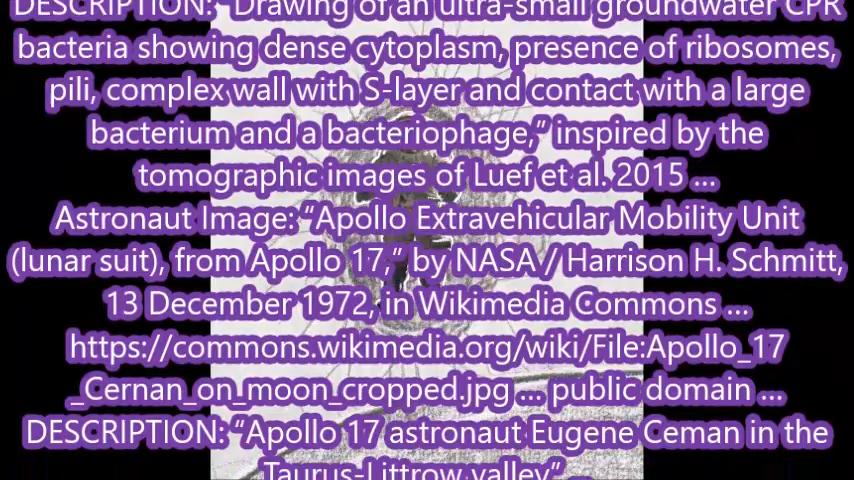 DESCRIPTION: “Drawing of an ultra-small groundwater CPR
bacteria showing dense cytoplasm, presence of ribosomes,
pili, complex wall with S-layer and contact with a large
bacterium and a bacteriophage,” inspired by the
tomographic images of Luef et al. 2015 ...
Astronaut Image: “Apollo Extravehicular Mobility Unit
(lunar suit), from Apollo 17,” by NASA / Harrison H. Schmitt,
13 December 1972, in Wikimedia Commons ...
https://commons.wikimedia.org/wiki/File:Apollo_17
_Cernan_on_moon_cropped.jpg ... public domain ...
DESCRIPTION: “Apollo 17 astronaut Eugene Ceman in the
Taurus-Littrow valley” ...